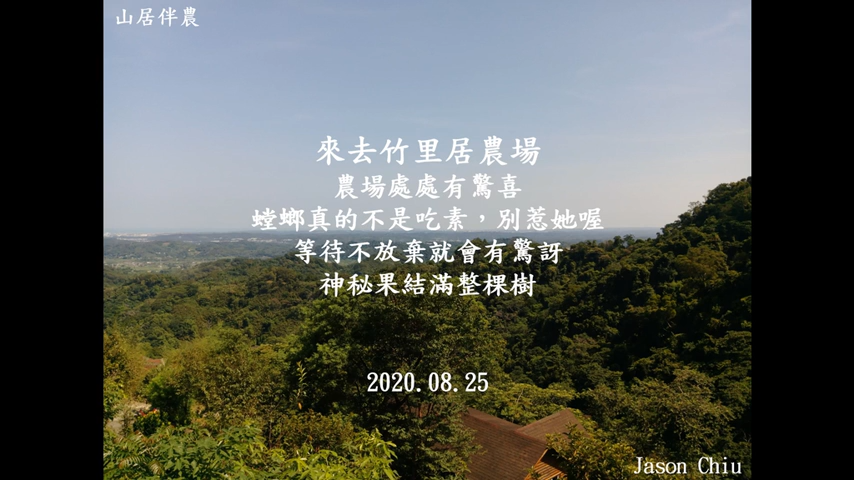 山居伴農
來去竹里居農場
農場處處有驚喜
螳螂真的不是吃素，別惹她喔
等待不放棄就會有驚訝
神秘果結滿整棵樹
2020.08.25
Jason Chiu